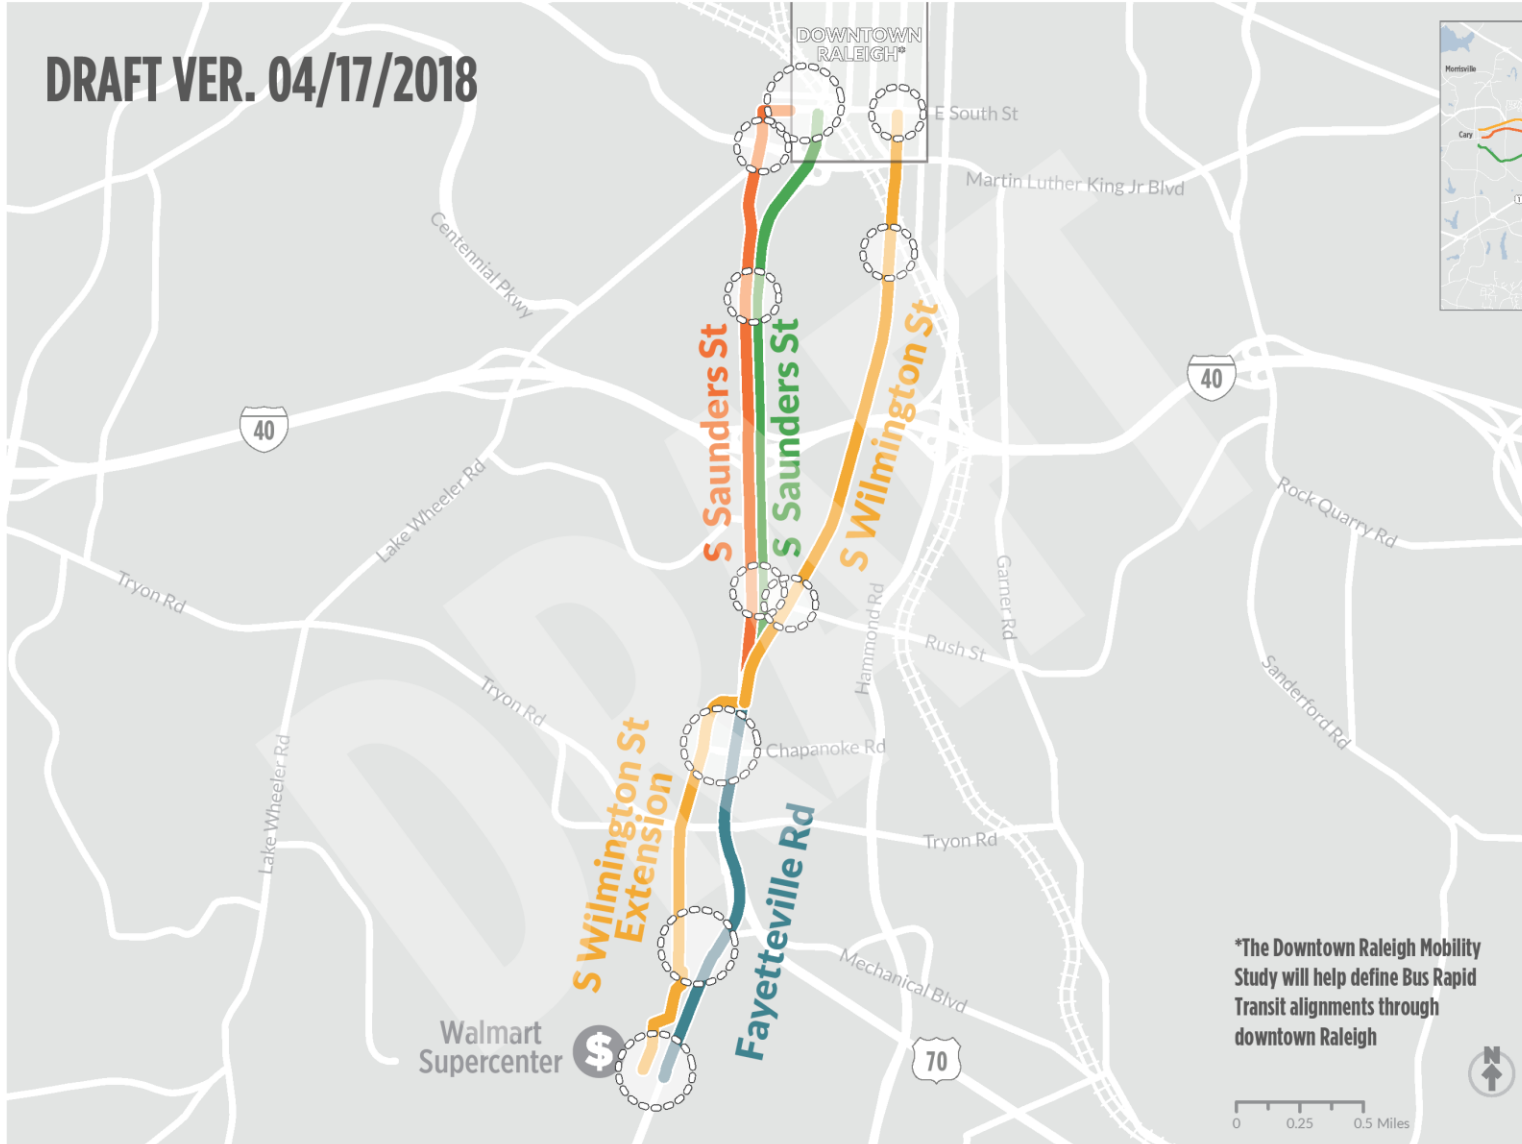 DRAFT VER. 04/17/2018
DOWNTOWN
RALEIGH*
E South St
Martin Luther King Jr Blvd
Morrisville
Cary
Centennial Pkwy
S Saunders St
S Saunders St
S Wilmington St
40
40
Lake Wheeler Rd
Rock Quarry Rd
Tryon Rd
Garner Rd
Hammond Rd
Rush St
Sanderford Rd
Tryon Rd
Chapanoke Rd
Lake Wheeler Rd
S Wilmington St
Extension
Fayetteville Rd
Tryon Rd
Mechanical Blvd
Walmart
Supercenter
$
70
*The Downtown Raleigh Mobility
Study will help define Bus Rapid
Transit alignments through
downtown Raleigh
N
0 0.25 0.5 Miles
DRAFT